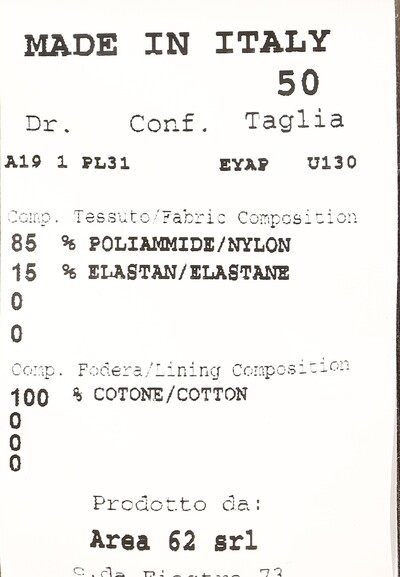 MADE IN ITALY
50
Dr. Conf. Taglia
A19 1 PL31 EYAP U130
Comp. Tessuto/Fabric Composition
85 % POLIAMMIDE/NYLON
15 % ELASTAN/ELASTANE
0
0
Comp. Fodera/Lining Composition
100 % COTONE/COTTON
0
0
0
Prodotto da:
Area 62 srl
73